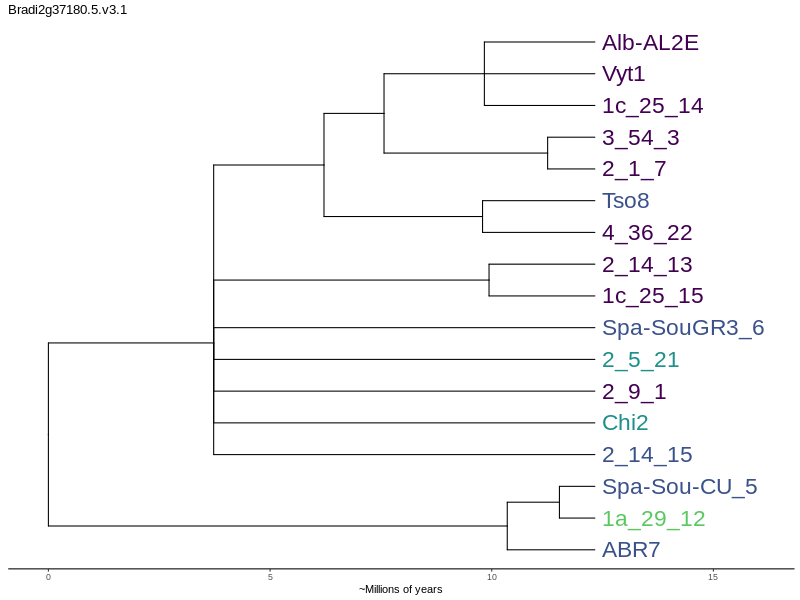 Bradi2g37180.5.v3.1
Alb-AL2E
Vyt1
1c_25_14
3_54_3
2_1_7
Tso8
4_36_22
2_14_13
1c_25_15
Spa-SouGR3_6
2_5_21
2_9_1
Chi2
2_14_15
Spa-Sou-CU_5
1a_29_12
ABR7
0 5 10 15
~Millions of years